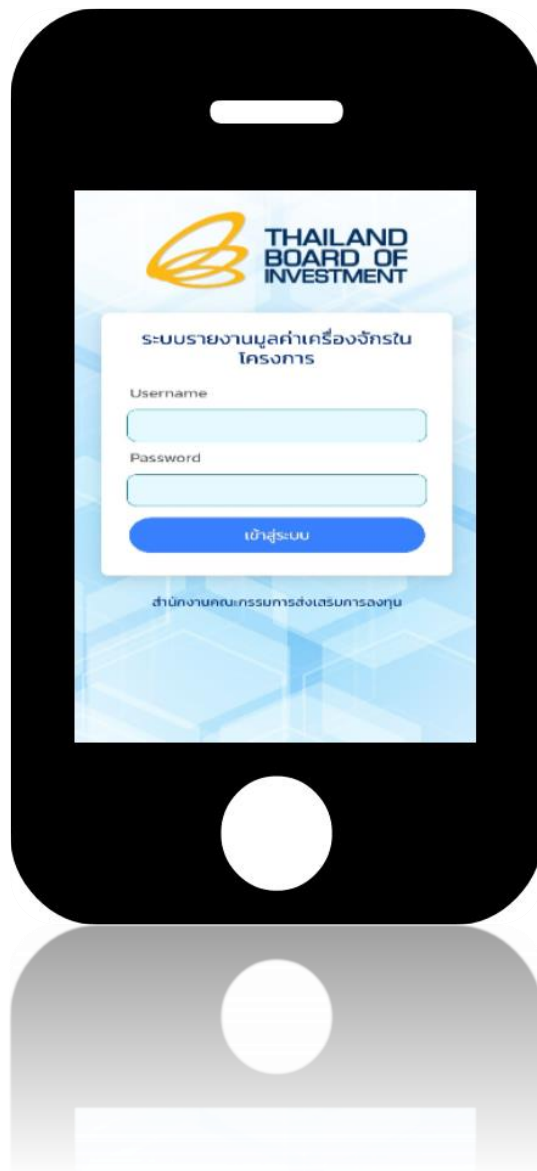 THAILAND
BOARD OF
INVESTMENT
ระบบรายงานมูลค่าเครื่องจักรใน
โครงการ
Username
Password
เข้าสู่ระบบ
สำนักงานคณะกรรมการส่งเสริมการลงทุน